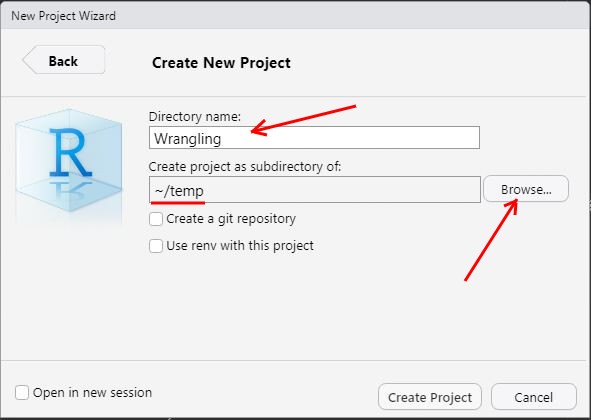 New Project Wizard
Back
Create New Project
R
Directory name:
Wrangling
Create project as subdirectory of:
~/temp
Browse...
Create a git repository
Use renv with this project
Open in new session
Create Project
Cancel